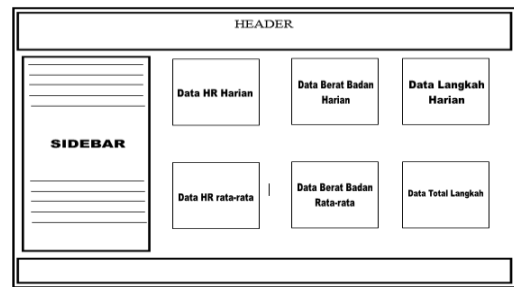 HEADER
SIDEBAR
Data HR Harian
Data Berat Badan
Harian
Data Langkah
Harian
Data HR rata-rata
Data Berat Badan
Rata-rata
Data Total Langkah